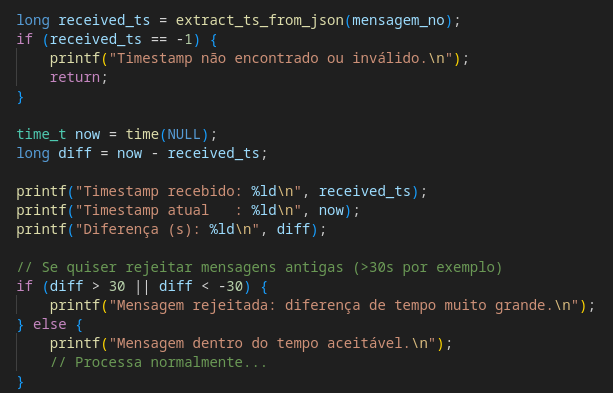 long received_ts = extract_ts_from_json(mensagem_no);
if (received_ts == -1) {
    printf("Timestamp não encontrado ou inválido.\n");
    return;
}

time_t now = time(NULL);
long diff = now - received_ts;

printf("Timestamp recebido: %ld\n", received_ts);
printf("Timestamp atual   : %ld\n", now);
printf("Diferença (s): %ld\n", diff);

// Se quiser rejeitar mensagens antigas (>30s por exemplo)
if (diff > 30 || diff < -30) {
    printf("Mensagem rejeitada: diferença de tempo muito grande.\n");
} else {
    printf("Mensagem dentro do tempo aceitável.\n");
    // Processa normalmente...
}